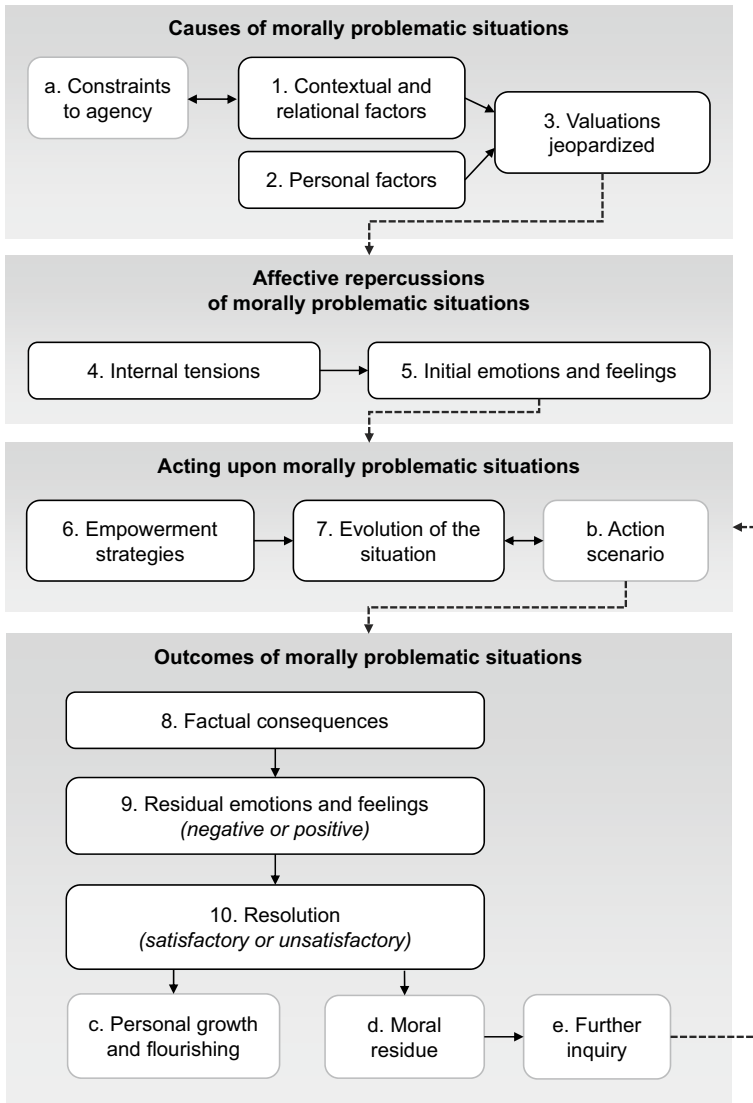 Causes of morally problematic situations
a. Constraints
to agency
1. Contextual and
relational factors
2. Personal factors
3. Valuations
jeopardized
Affective repercussions
of morally problematic situations
4. Internal tensions
5. Initial emotions and feelings
Acting upon morally problematic situations
6. Empowerment
strategies
7. Evolution of the
situation
b. Action
scenario
Outcomes of morally problematic situations
8. Factual consequences
9. Residual emotions and feelings
(negative or positive)
10. Resolution
(satisfactory or unsatisfactory)
c. Personal growth
and flourishing
d. Moral
residue
e. Further
inquiry